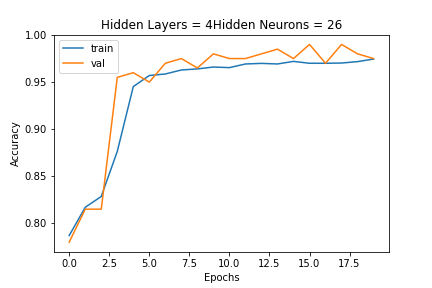 Hidden Layers = 4Hidden Neurons = 26
train
val
1.00
0.95
0.90
0.85
0.80
Accuracy
0.0 2.5 5.0 7.5 10.0 12.5 15.0 17.5
Epochs